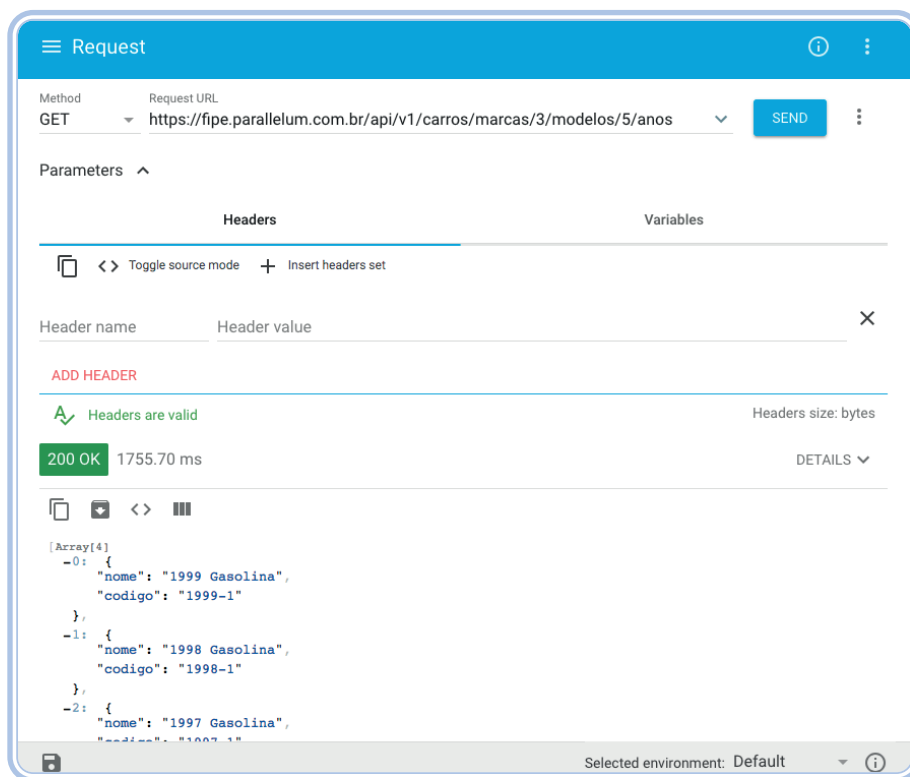 Request
Method
Request URL
GET
https://fipe.parallelum.com.br/api/v1/carros/marcas/3/modelos/5/anos
SEND
Parameters
Headers
Variables
Toggle source mode
Insert headers set
Header name
Header value
ADD HEADER
Headers are valid
Headers size: bytes
200 OK
1755.70 ms
DETAILS
[Array[4]
-0: {
"nome": "1999 Gasolina",
"codigo": "1999-1"
},
-1: {
"nome": "1998 Gasolina",
"codigo": "1998-1"
},
-2: {
"nome": "1997 Gasolina",
"codigo": "1997-1"
Selected environment: Default